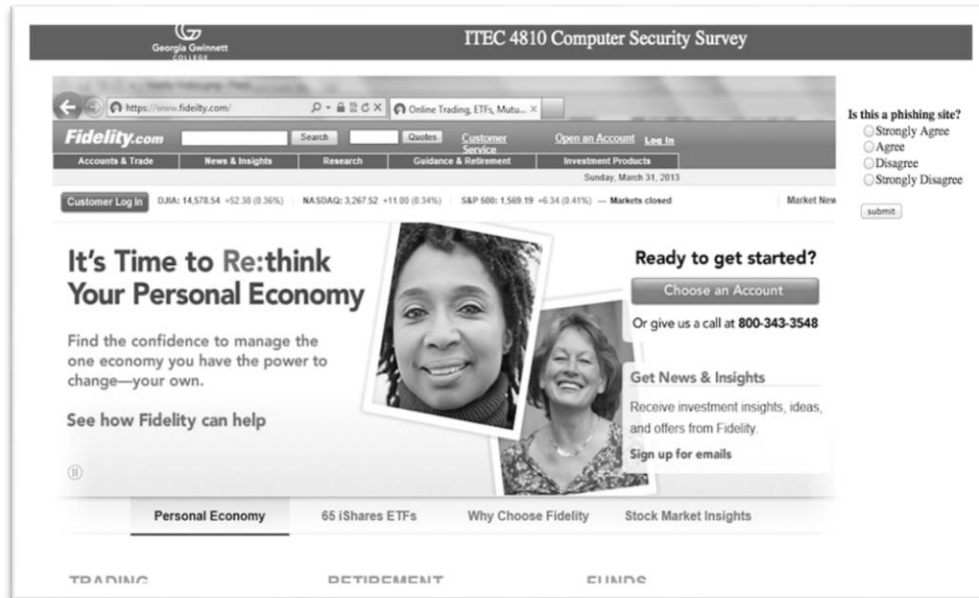 Georgia Gwinnett
COLLEGE
ITEC 4810 Computer Security Survey
https://www.fideilty.com/
Online Trading, ETFs, Mutu...
Fidelity.com
Search
Quotes
Customer
Service
Open an Account
Log In
Accounts & Trade
News & Insights
Research
Guidance & Retirement
Investment Products
Sunday, March 31, 2013
Customer Log In
DJIA: 14,578.54 +52.38 (0.36%)
NASDAQ: 3,267.52 +11.00 (0.34%)
S&P 500: 1,569.19 +6.34 (0.41%) — Markets closed
Market New
It's Time to Re:think
Your Personal Economy
Find the confidence to manage the
one economy you have the power to
change—your own.
See how Fidelity can help
Ready to get started?
Choose an Account
Or give us a call at 800-343-3548
Get News & Insights
Receive investment insights, ideas,
and offers from Fidelity.
Sign up for emails
Personal Economy
65 iShares ETFs
Why Choose Fidelity
Stock Market Insights
TRADING
RETIREMENT
FUNDS
Is this a phishing site?
Strongly Agree
Agree
Disagree
Strongly Disagree
submit